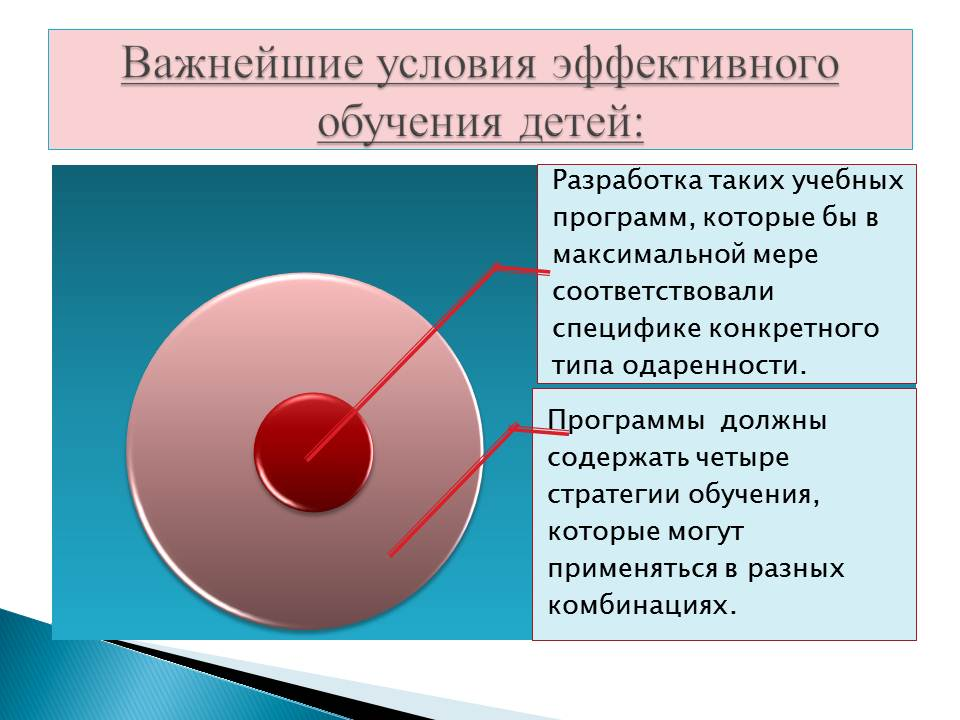 Важнейшие условия эффективного
обучения детей:
Разработка таких учебных
программ, которые бы в
максимальной мере
соответствовали
специфике конкретного
типа одаренности.
Программы должны
содержать четыре
стратегии обучения,
которые могут
применяться в разных
комбинациях.